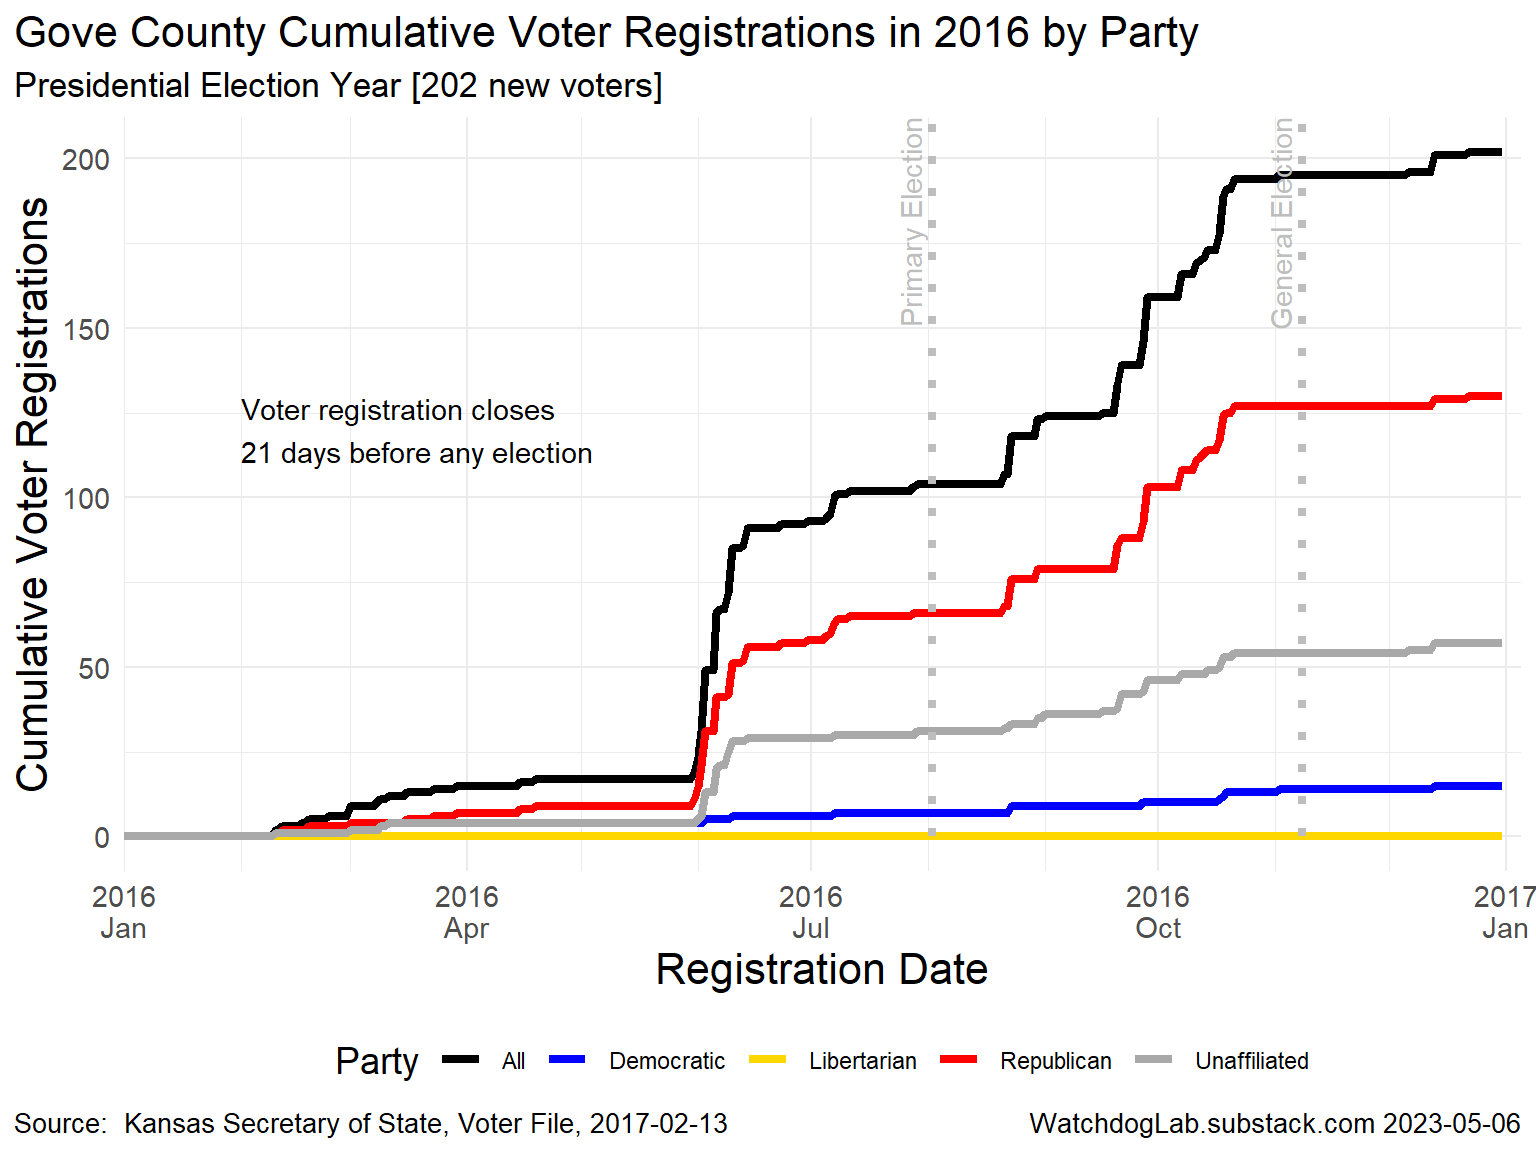 Gove County Cumulative Voter Registrations in 2016 by Party
Presidential Election Year [202 new voters]
Cumulative Voter Registrations
200
150
100
50
0
Primary Election
General Election
Voter registration closes
21 days before any election
2016 2016 2016 2016 2017
Jan Apr Jul Oct Jan
Registration Date
Party All Democratic Libertarian Republican Unaffiliated
Source:  Kansas Secretary of State, Voter File, 2017-02-13
WatchdogLab.substack.com 2023-05-06